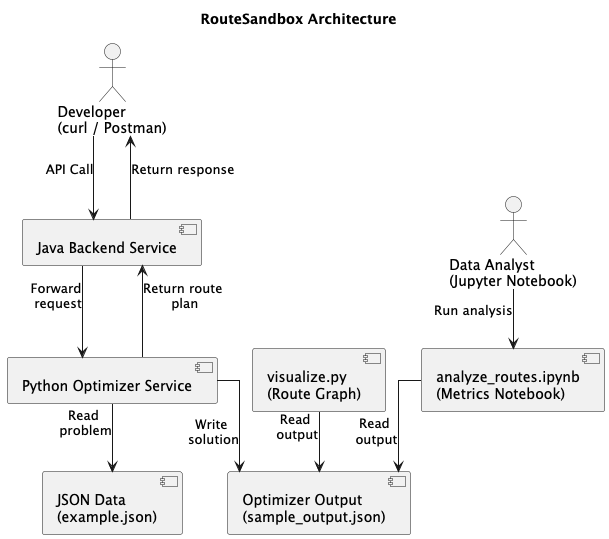 RouteSandbox Architecture
Developer
(curl / Postman)
API Call
Return response
Java Backend Service
Data Analyst
(Jupyter Notebook)
Forward
request
Return route
plan
Run analysis
Python Optimizer Service
visualize.py
(Route Graph)
analyze_routes.ipynb
(Metrics Notebook)
Read
problem
Write
solution
Read
output
Read
output
JSON Data
(example.json)
Optimizer Output
(sample_output.json)